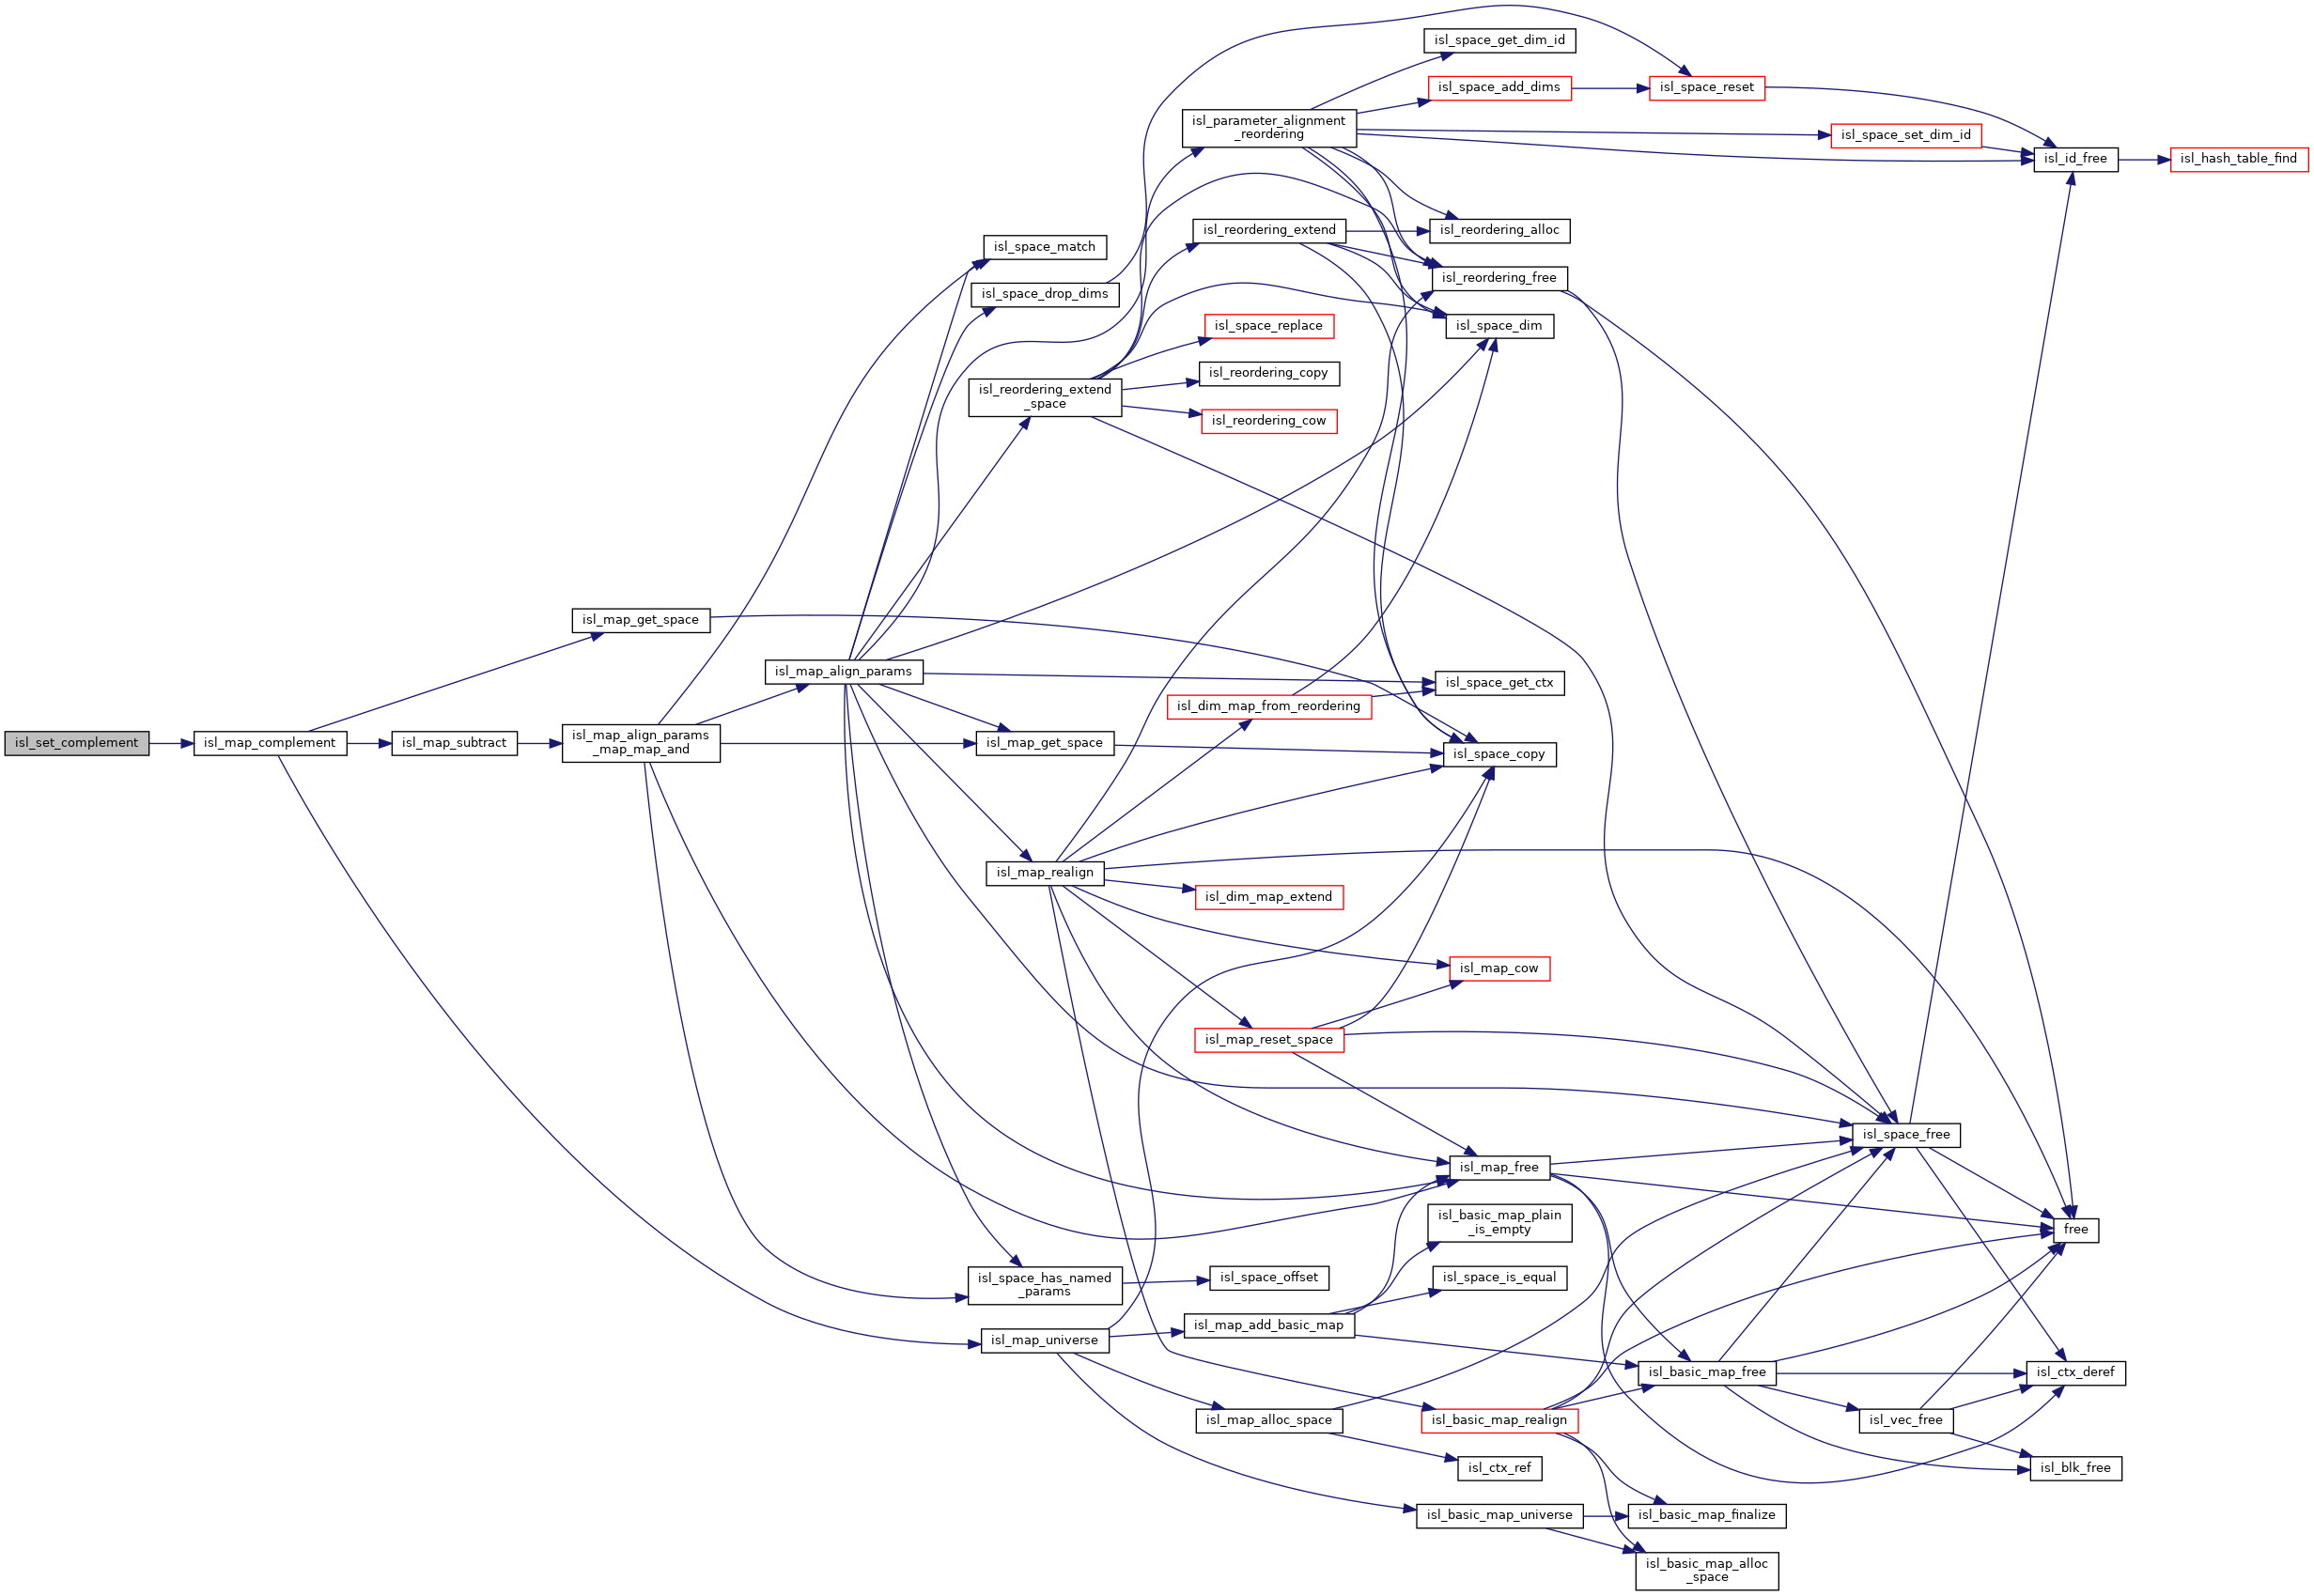 isl_set_complement
isl_map_complement
isl_map_get_space
isl_map_subtract
isl_map_align_params
_map_map_and
isl_map_align_params
isl_space_match
isl_space_drop_dims
isl_reordering_extend
_space
isl_map_get_space
isl_map_realign
isl_space_has_named
_params
isl_map_universe
isl_parameter_alignment
_reordering
isl_reordering_extend
isl_space_replace
isl_reordering_copy
isl_reordering_cow
isl_dim_map_from_reordering
isl_dim_map_extend
isl_map_reset_space
isl_space_offset
isl_map_add_basic_map
isl_map_alloc_space
isl_space_get_dim_id
isl_space_add_dims
isl_reordering_alloc
isl_reordering_free
isl_space_dim
isl_space_get_ctx
isl_space_copy
isl_map_cow
isl_map_free
isl_basic_map_plain
_is_empty
isl_space_is_equal
isl_basic_map_realign
isl_ctx_ref
isl_basic_map_universe
isl_space_reset
isl_basic_map_free
isl_basic_map_finalize
isl_basic_map_alloc
_space
isl_space_set_dim_id
isl_space_free
isl_vec_free
isl_id_free
free
isl_ctx_deref
isl_blk_free
isl_hash_table_find